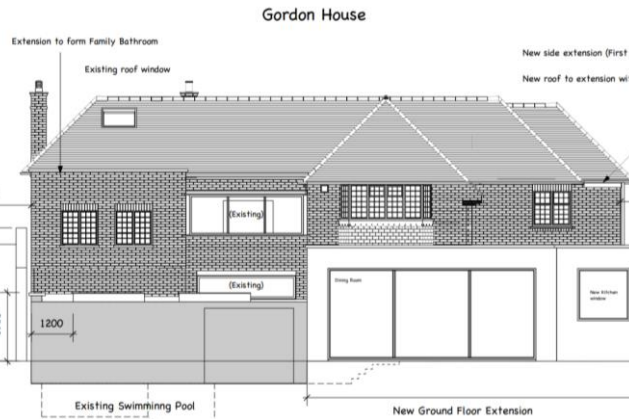 Gordon House
Extension to form Family Bathroom
Existing roof window
New side extension (First
New roof to extension wi
(Existing)
(Existing)
Dining Room
New Kitchen
window
1200
Existing Swimminng Pool
New Ground Floor Extension